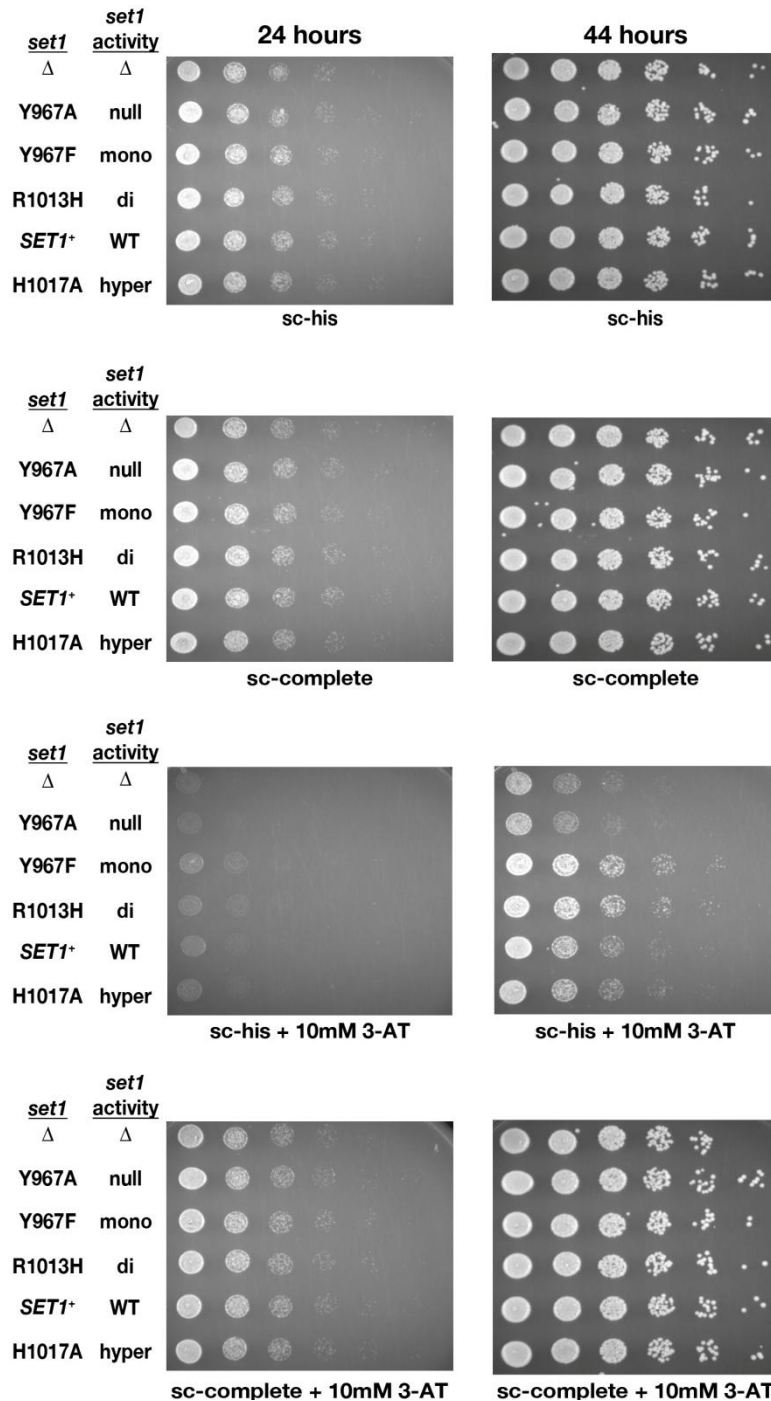 set1
set1 activity 24 hours 44 hours
Δ Δ
Y967A null
Y967F mono
R1013H di
SET1⁺ WT
H1017A hyper
sc-his sc-his
set1
set1 activity
Δ Δ
Y967A null
Y967F mono
R1013H di
SET1⁺ WT
H1017A hyper
sc-complete sc-complete
set1
set1 activity
Δ Δ
Y967A null
Y967F mono
R1013H di
SET1⁺ WT
H1017A hyper
sc-his + 10mM 3-AT sc-his + 10mM 3-AT
set1
set1 activity
Δ Δ
Y967A null
Y967F mono
R1013H di
SET1⁺ WT
H1017A hyper
sc-complete + 10mM 3-AT sc-complete + 10mM 3-AT